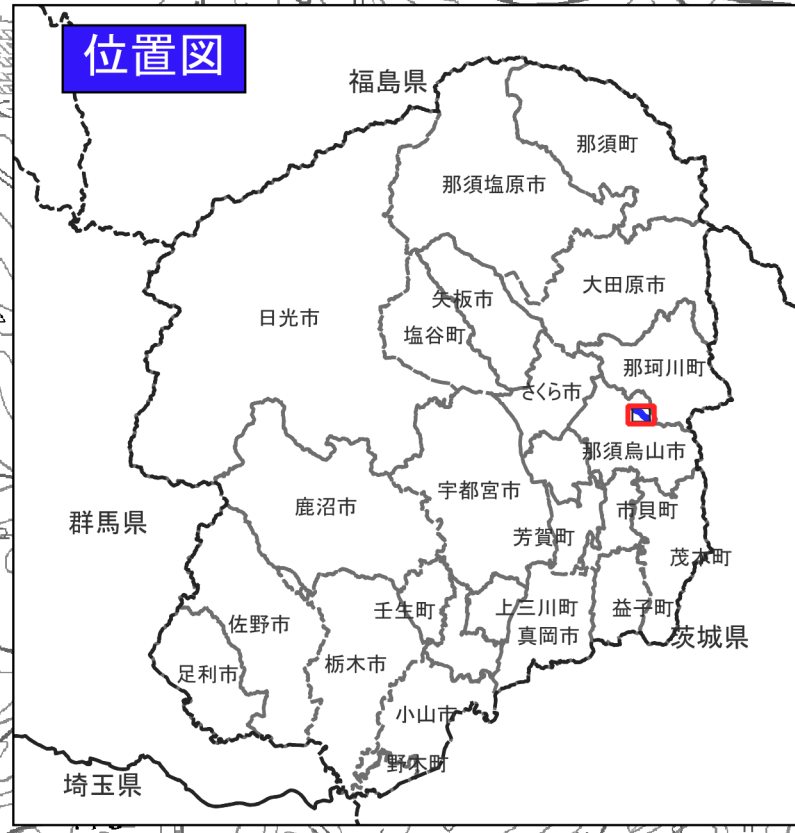 位置図
福島県
那須町
那須塩原市
大田原市
矢板市
日光市
塩谷町
那珂川町
さくら市
那須烏山市
宇都宮市
鹿沼市
市貝町
群馬県
芳賀町
茂木町
壬生町
上三川町
益子町
佐野市
真岡市
茨城県
栃木市
足利市
小山市
野木町
埼玉県